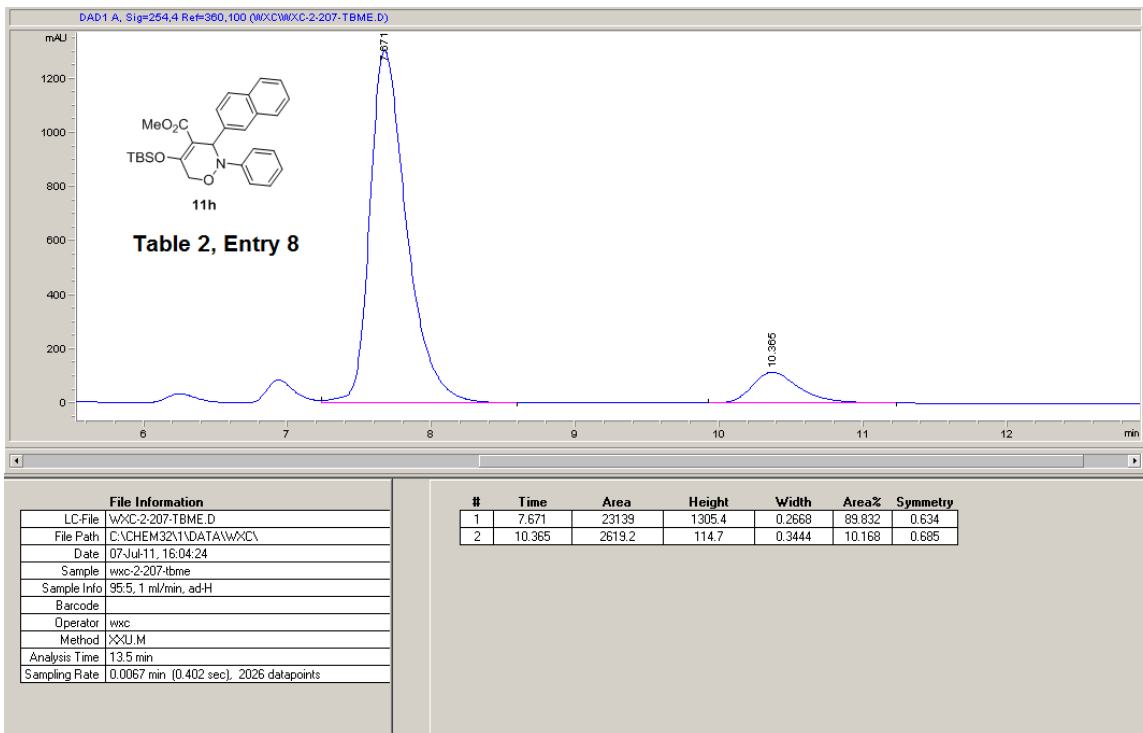 DAD1 A, Sig=254,4 Ref=360,100 (WXC\WXC-2-207-TBME.D)
mAU
1200
1000
800
600
400
200
0
7.671
10.365
MeO2C
TBSO
N
O
11h
Table 2, Entry 8
6 7 8 9 10 11 12 min
File Information
LC-File WXC-2-207-TBME.D
File Path C:\CHEM32\1\DATA\WXC\
Date 07-Jul-11, 16:04:24
Sample wxc-2-207-tbme
Sample Info 95:5, 1 ml/min, ad-H
Barcode
Operator wxc
Method XXU.M
Analysis Time 13.5 min
Sampling Rate 0.0067 min (0.402 sec), 2026 datapoints
# Time Area Height Width Area% Symmetry
1 7.671 23139 1305.4 0.2668 89.832 0.634
2 10.365 2619.2 114.7 0.3444 10.168 0.685